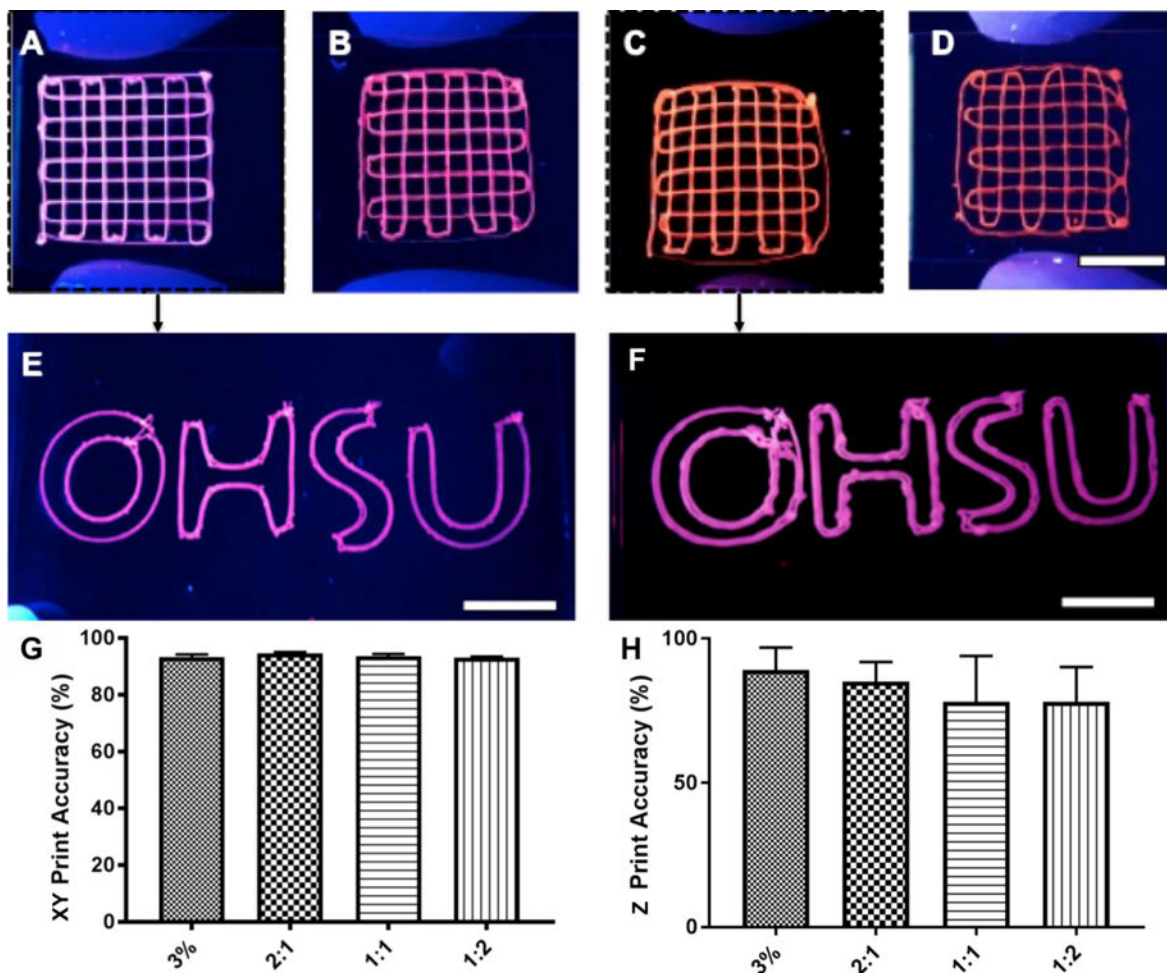 A
B
C
D
E
OHSU
F
OHSU
G
XY Print Accuracy (%)
100
80
60
40
20
0
3%
2:1
1:1
1:2
H
Z Print Accuracy (%)
100
50
0
3%
2:1
1:1
1:2